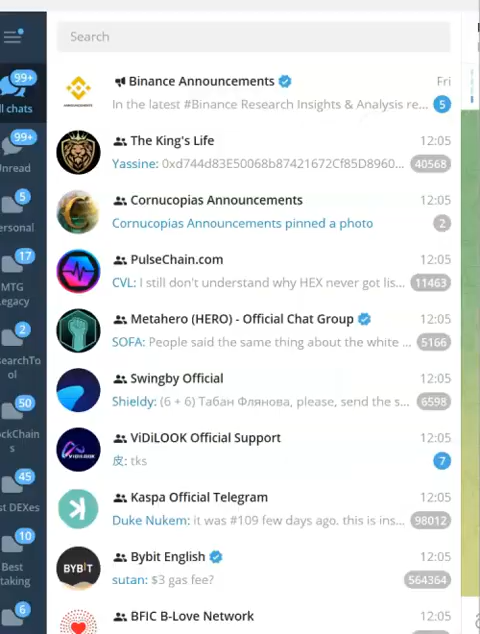 Search
99+
ll chats
99+
nread
5
ersonal
17
MTG
egacy
2
earchTo
ol
50
ockChain
s
45
st DEXes
10
Best
taking
6
Binance Announcements
Fri
In the latest #Binance Research Insights & Analysis re...
5
The King's Life
12:05
Yassine: 0xd744d83E50068b87421672Cf85D8960...
40568
Cornucopias Announcements
12:05
Cornucopias Announcements pinned a photo
2
PulseChain.com
12:05
CVL: I still don't understand why HEX never got lis...
11463
Metahero (HERO) - Official Chat Group
12:05
SOFA: People said the same thing about the white ...
5166
Swingby Official
12:05
Shieldy: (6 + 6) Табан Флянова, please, send the s...
6598
ViDiLOOK Official Support
12:05
皮: tks
7
Kaspa Official Telegram
12:05
Duke Nukem: it was #109 few days ago. this is ins...
98012
BYBIT
Bybit English
12:05
sutan: $3 gas fee?
564364
BFIC B-Love Network
12:05